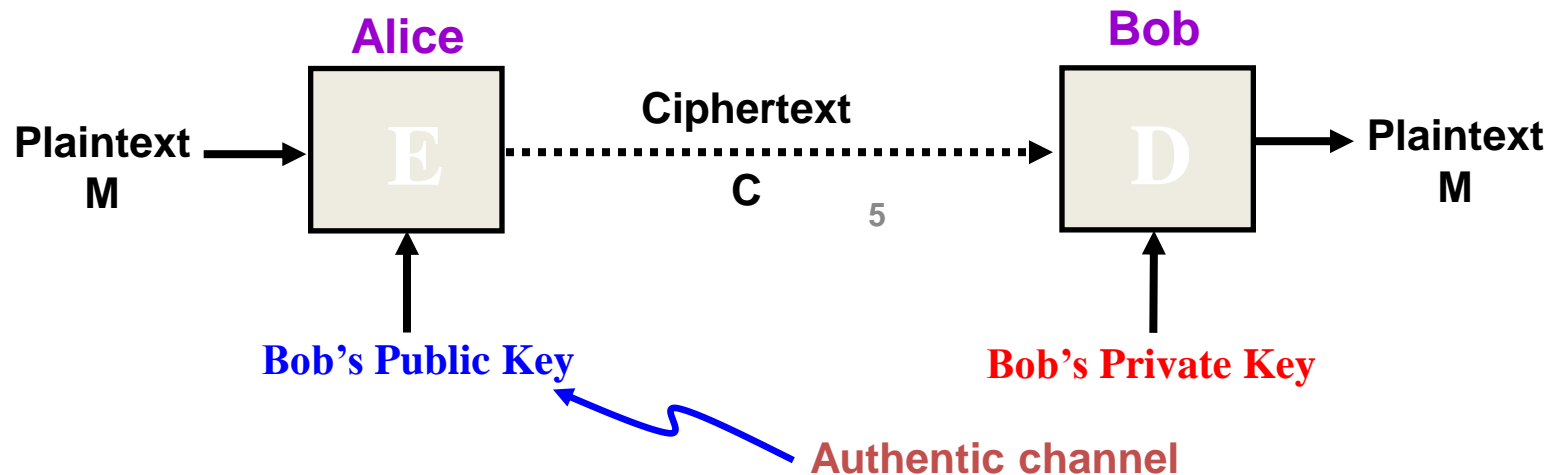 Alice
Bob
Plaintext
M
E
Ciphertext
C
5
D
Plaintext
M
Bob’s Public Key
Bob’s Private Key
Authentic channel